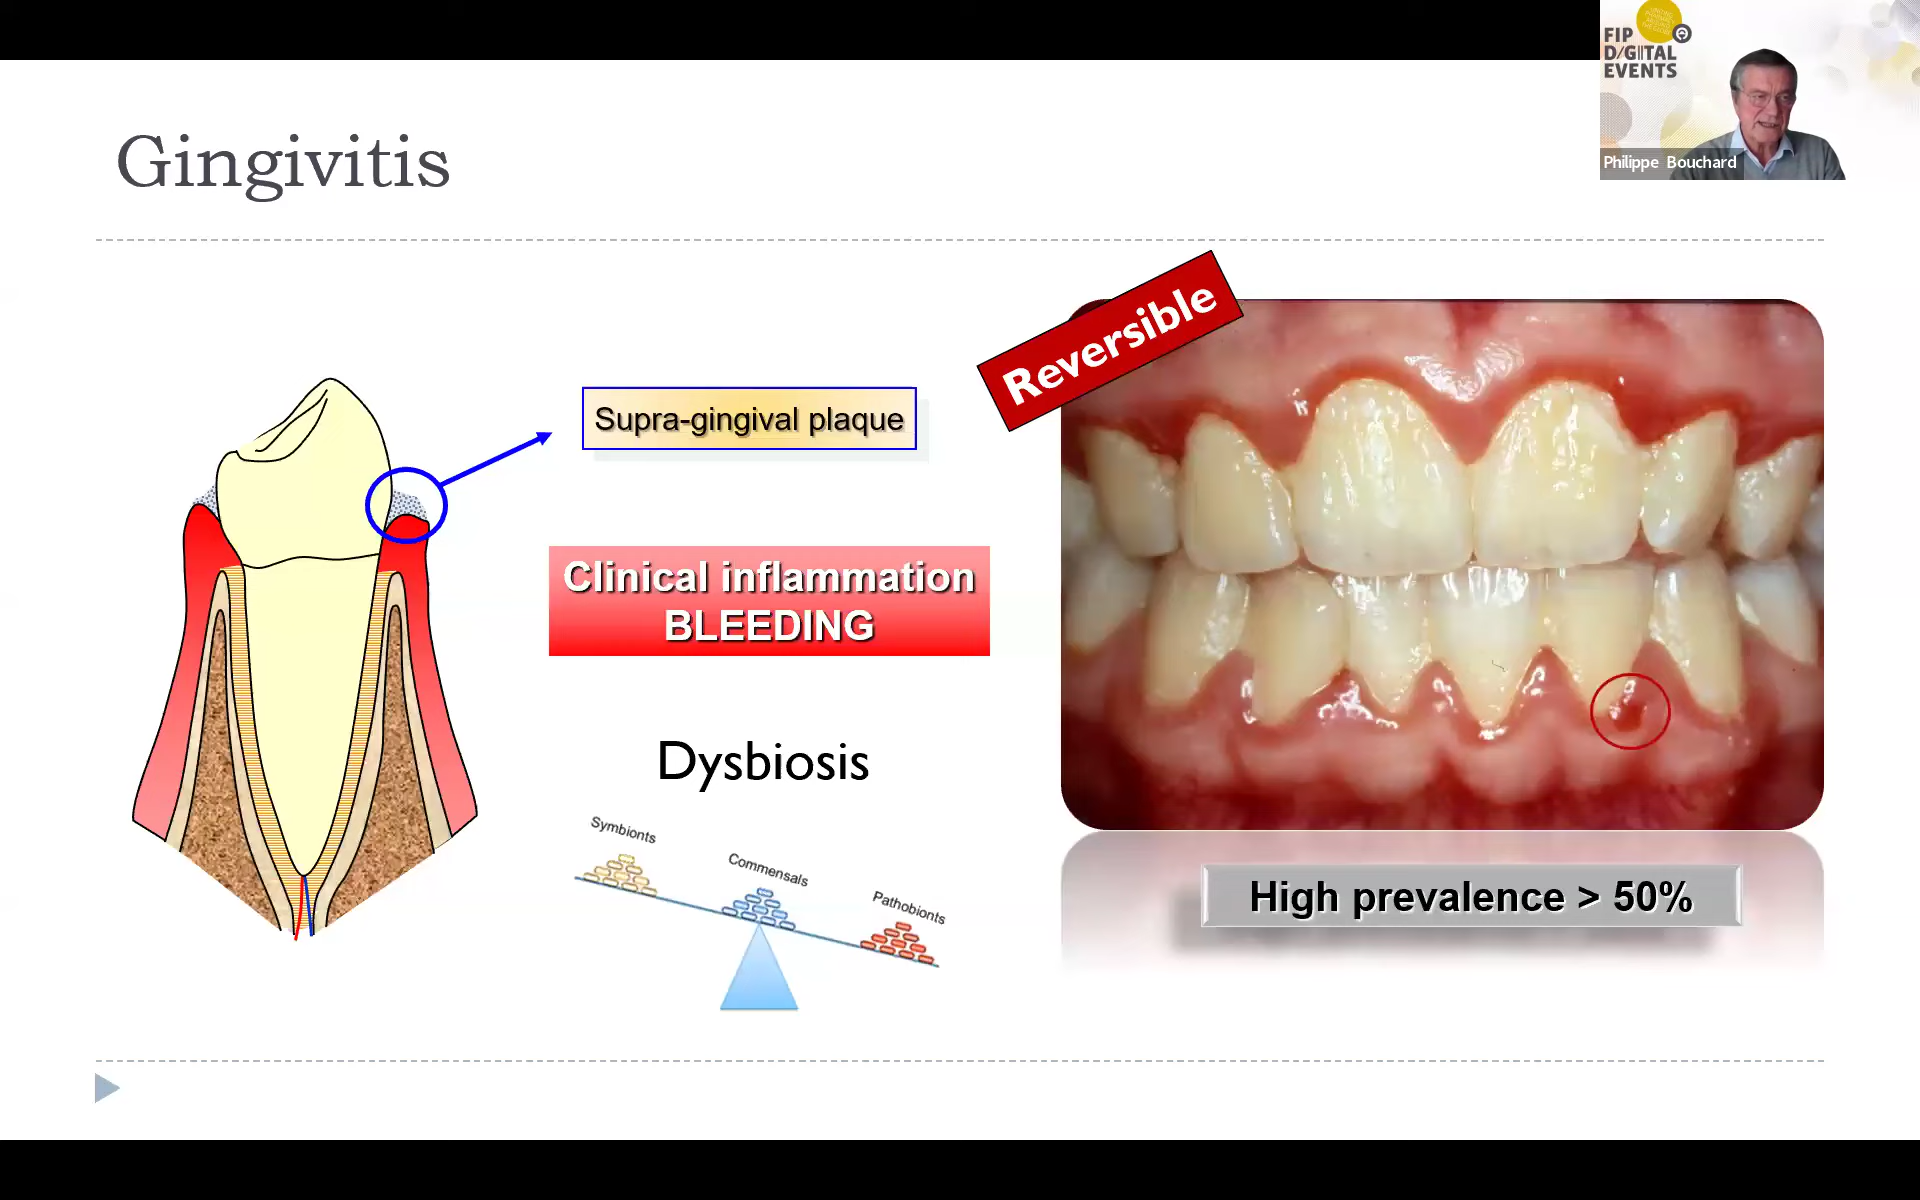 FIP
DIGITAL
EVENTS
Philippe Bouchard
Gingivitis
Reversible
Supra-gingival plaque
Clinical inflammation
BLEEDING
Dysbiosis
Symbionts
Commensals
Pathobionts
High prevalence > 50%